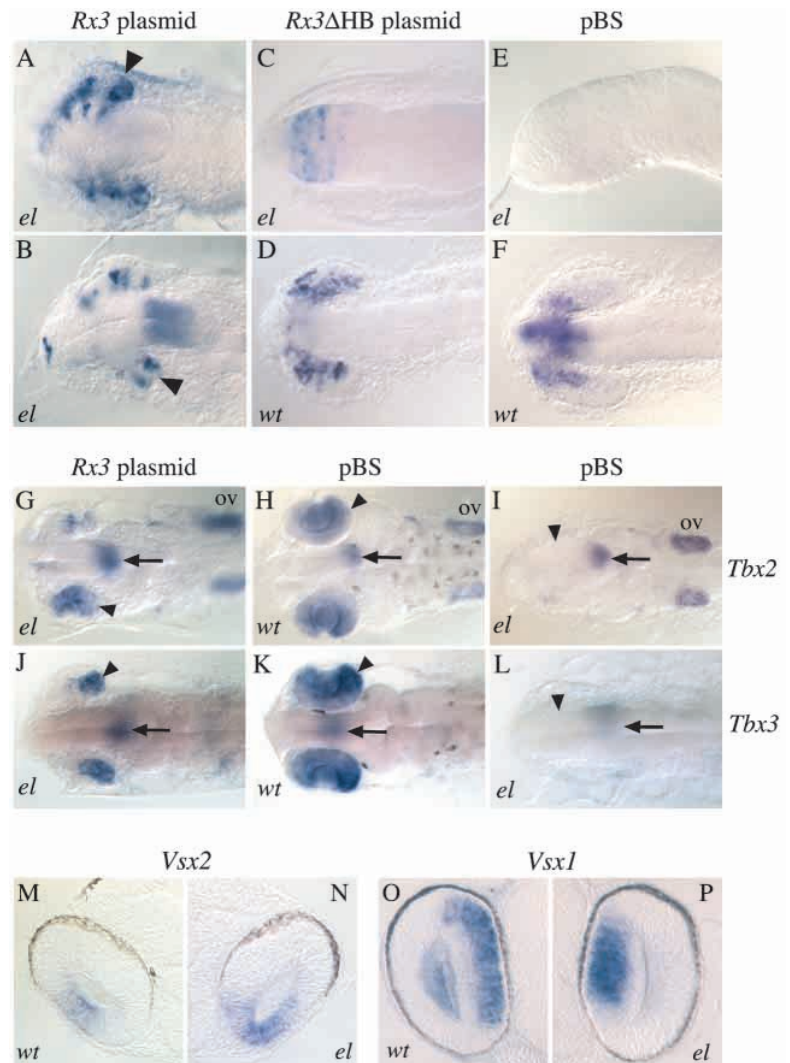 Rx3 plasmid Rx3ΔHB plasmid pBS
A C E
el el el
B D F
el wt wt
Rx3 plasmid pBS pBS
G ov H ov I ov
Tbx2
el wt el
J K L
Tbx3
el wt el
Vsx2 Vsx1
M N O P
wt el wt el